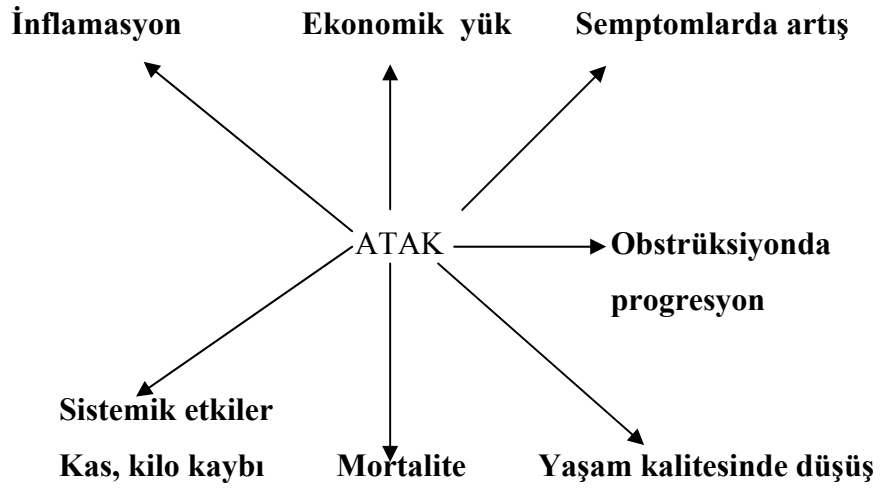 İnflamasyon
Ekonomik yük
Semptomlarda artış
ATAK
Obstrüksiyonda
progresyon
Sistemik etkiler
Kas, kilo kaybı
Mortalite
Yaşam kalitesinde düşüş